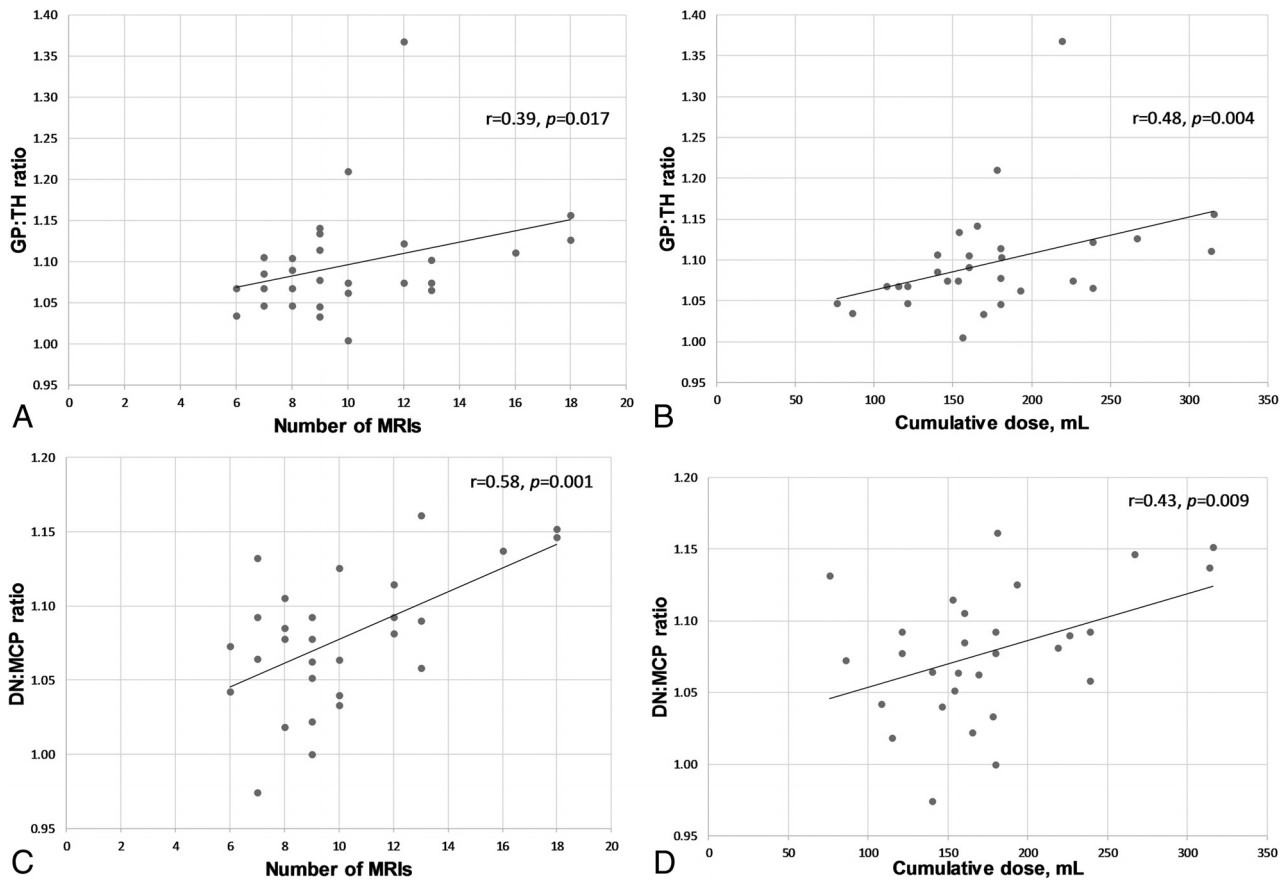 1.40
1.35
1.30
1.25
1.20
1.15
1.10
1.05
1.00
0.95
GP:TH ratio
r=0.39, p=0.017
0 2 4 6 8 10 12 14 16 18 20
Number of MRIs
A
1.40
1.35
1.30
1.25
1.20
1.15
1.10
1.05
1.00
0.95
GP:TH ratio
r=0.48, p=0.004
0 50 100 150 200 250 300 350
Cumulative dose, mL
B
1.20
1.15
1.10
1.05
1.00
0.95
DN:MCP ratio
r=0.58, p=0.001
0 2 4 6 8 10 12 14 16 18 20
Number of MRIs
C
1.20
1.15
1.10
1.05
1.00
0.95
DN:MCP ratio
r=0.43, p=0.009
0 50 100 150 200 250 300 350
Cumulative dose, mL
D